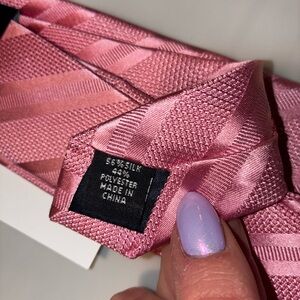 56% SILK
44%
POLYESTER
MADE IN
CHINA